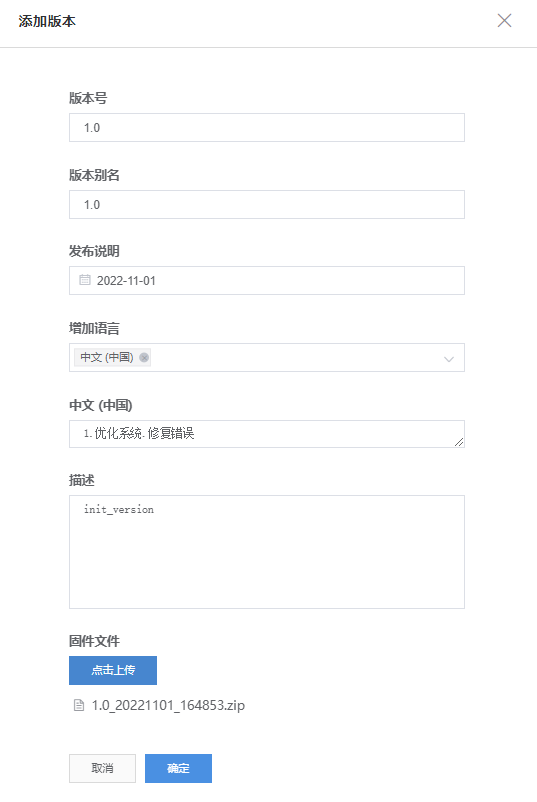 添加版本
版本号
1.0
版本别名
1.0
发布说明
2022-11-01
增加语言
中文 (中国)
中文 (中国)
1. 优化系统. 修复错误
描述
init_version
固件文件
点击上传
1.0_20221101_164853.zip
取消 确定